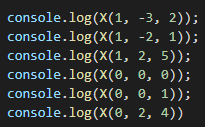 console.log(X(1, -3, 2));
console.log(X(1, -2, 1));
console.log(X(1, 2, 5));
console.log(X(0, 0, 0));
console.log(X(0, 0, 1));
console.log(X(0, 2, 4))